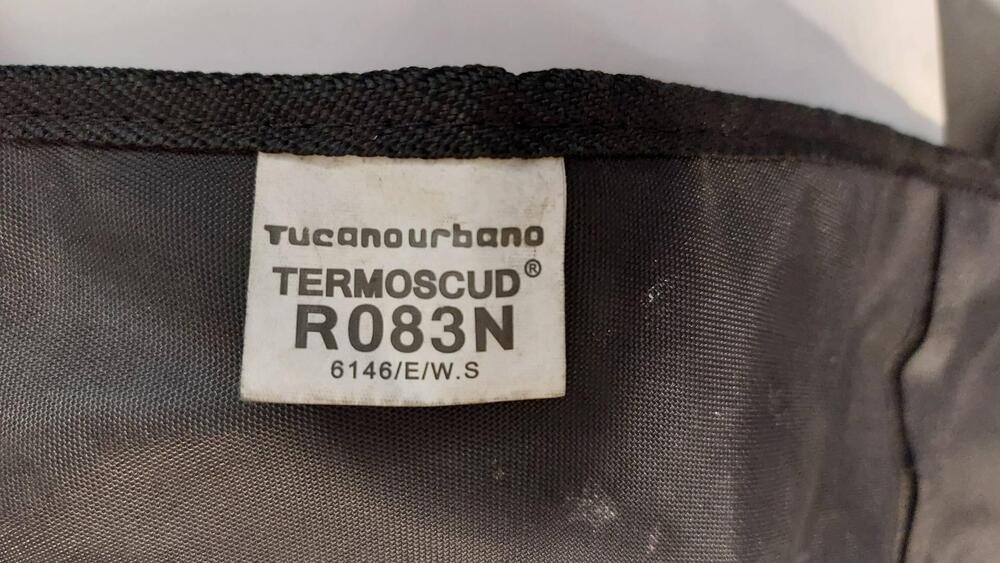 Tucanourbano
TERMOSCUD®
R083N
6146/E/W.S